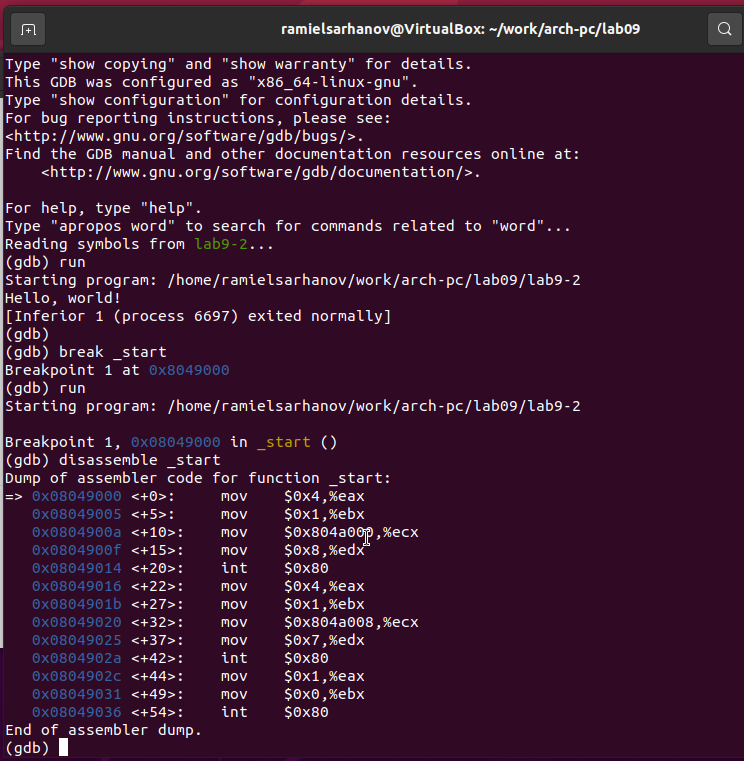 ramielsarhanov@VirtualBox: ~/work/arch-pc/lab09
Type "show copying" and "show warranty" for details.
This GDB was configured as "x86_64-linux-gnu".
Type "show configuration" for configuration details.
For bug reporting instructions, please see:
<http://www.gnu.org/software/gdb/bugs/>.
Find the GDB manual and other documentation resources online at:
    <http://www.gnu.org/software/gdb/documentation/>.
For help, type "help".
Type "apropos word" to search for commands related to "word"...
Reading symbols from lab9-2...
(gdb) run
Starting program: /home/ramielsarhanov/work/arch-pc/lab09/lab9-2
Hello, world!
[Inferior 1 (process 6697) exited normally]
(gdb)
(gdb) break _start
Breakpoint 1 at 0x8049000
(gdb) run
Starting program: /home/ramielsarhanov/work/arch-pc/lab09/lab9-2
Breakpoint 1, 0x08049000 in _start ()
(gdb) disassemble _start
Dump of assembler code for function _start:
=> 0x08049000 <+0>:     mov    $0x4,%eax
   0x08049005 <+5>:     mov    $0x1,%ebx
   0x0804900a <+10>:    mov    $0x804a000,%ecx
   0x0804900f <+15>:    mov    $0x8,%edx
   0x08049014 <+20>:    int    $0x80
   0x08049016 <+22>:    mov    $0x4,%eax
   0x0804901b <+27>:    mov    $0x1,%ebx
   0x08049020 <+32>:    mov    $0x804a008,%ecx
   0x08049025 <+37>:    mov    $0x7,%edx
   0x0804902a <+42>:    int    $0x80
   0x0804902c <+44>:    mov    $0x1,%eax
   0x08049031 <+49>:    mov    $0x0,%ebx
   0x08049036 <+54>:    int    $0x80
End of assembler dump.
(gdb)